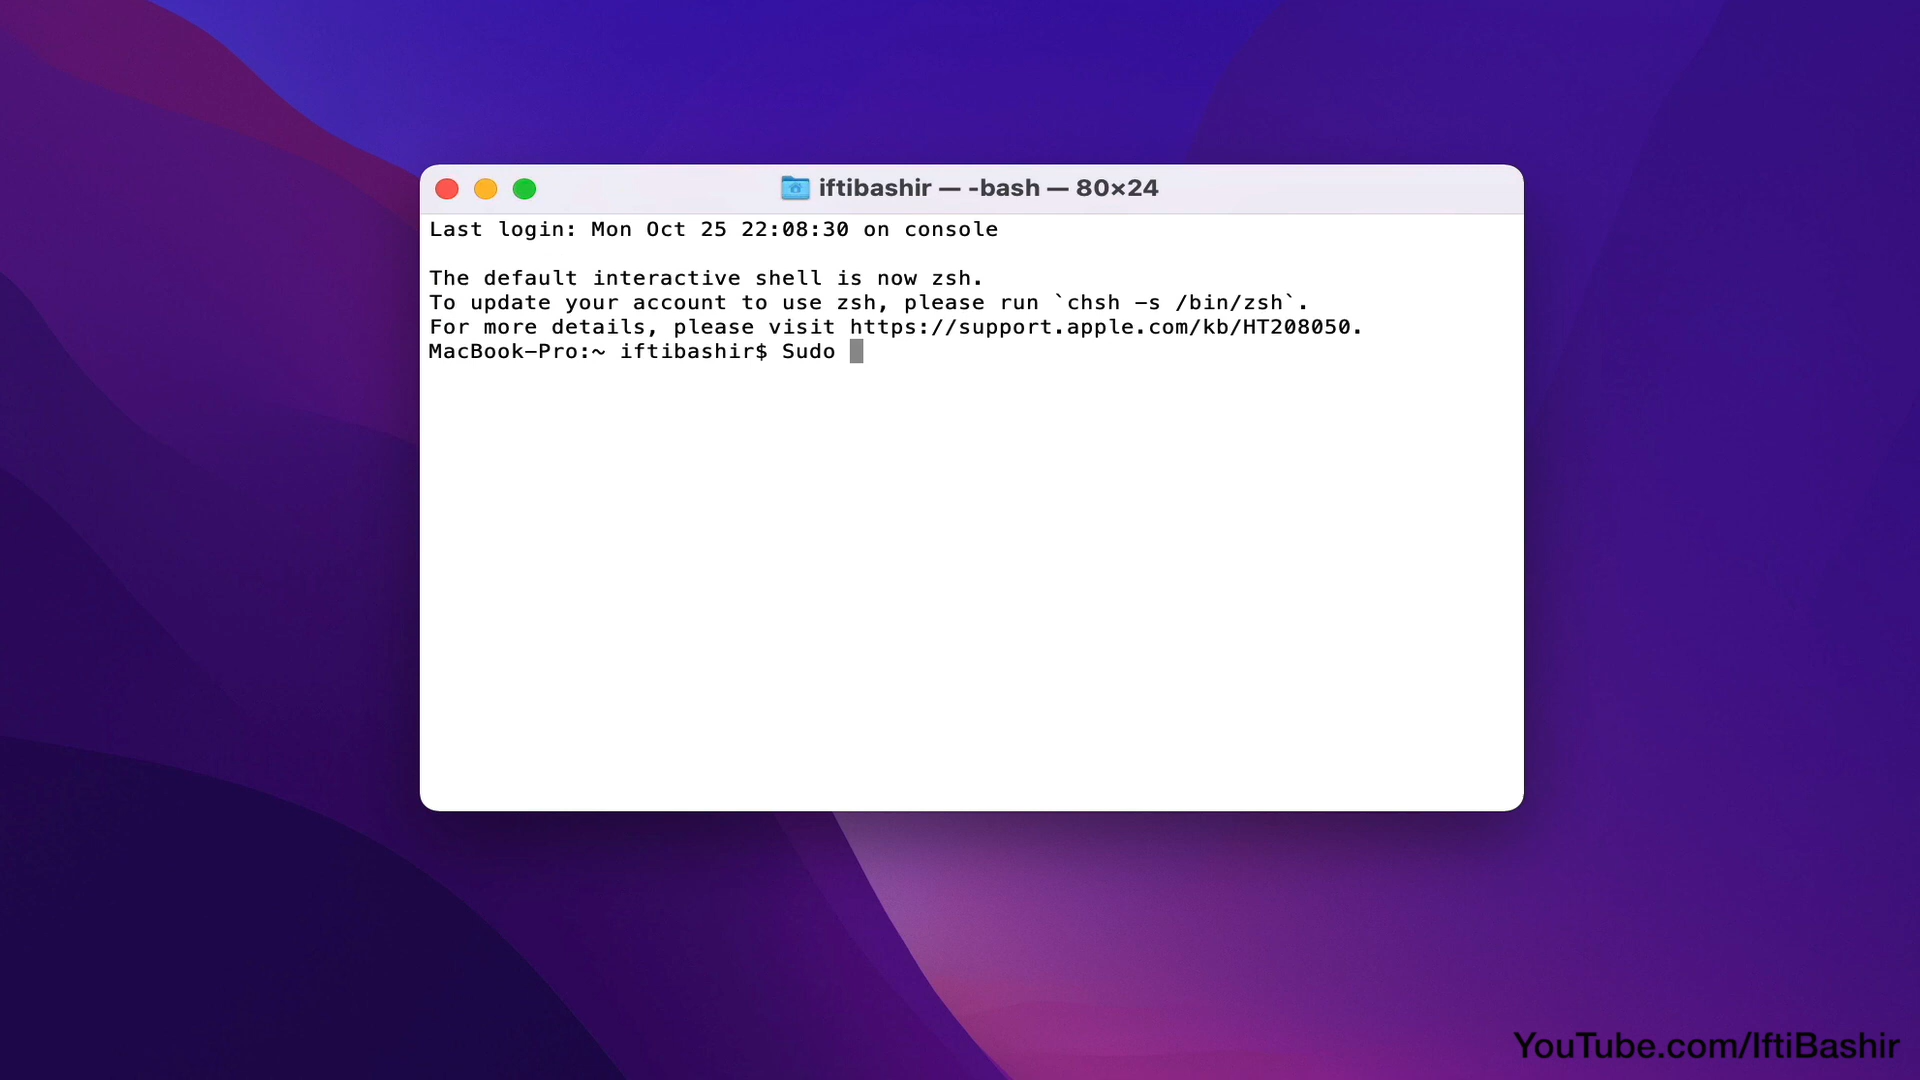 iftibashir — -bash — 80×24
Last login: Mon Oct 25 22:08:30 on console
The default interactive shell is now zsh.
To update your account to use zsh, please run `chsh -s /bin/zsh`.
For more details, please visit https://support.apple.com/kb/HT208050.
MacBook-Pro:~ iftibashir$ Sudo
YouTube.com/IftiBashir